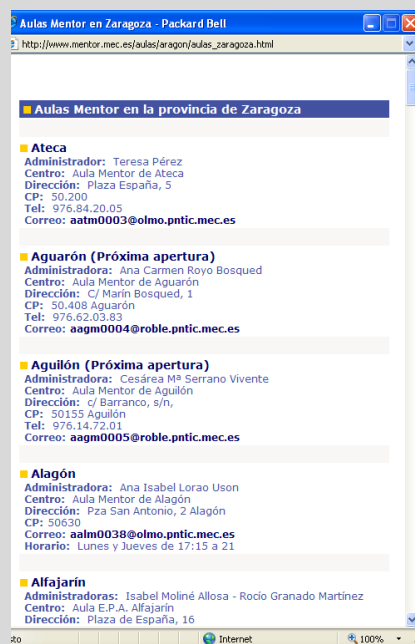 Aulas Mentor en Zaragoza - Packard Bell
http://www.mentor.mec.es/aulas/aragon/aulas_zaragoza.html
Aulas Mentor en la provincia de Zaragoza
Ateca
Administrador: Teresa Pérez
Centro: Aula Mentor de Ateca
Dirección: Plaza España, 5
CP: 50.200
Tel: 976.84.20.05
Correo: aatm0003@olmo.pntic.mec.es
Aguarón (Próxima apertura)
Administradora: Ana Carmen Royo Bosqued
Centro: Aula Mentor de Aguarón
Dirección: C/ Marín Bosqued, 1
CP: 50.408 Aguarón
Tel: 976.62.03.83
Correo: aagm0004@roble.pntic.mec.es
Aguilón (Próxima apertura)
Administradora: Cesárea Mª Serrano Vivente
Centro: Aula Mentor de Aguilón
Dirección: c/ Barranco, s/n,
CP: 50155 Aguilón
Tel: 976.14.72.01
Correo: aagm0005@roble.pntic.mec.es
Alagón
Administradora: Ana Isabel Lorao Uson
Centro: Aula Mentor de Alagón
Dirección: Pza San Antonio, 2 Alagón
CP: 50630
Correo: aalm0038@olmo.pntic.mec.es
Horario: Lunes y Jueves de 17:15 a 21
Alfajarín
Administradoras: Isabel Moliné Allosa - Rocío Granado Martínez
Centro: Aula E.P.A. Alfajarín
Dirección: Plaza de España, 16
sto
Internet
100%